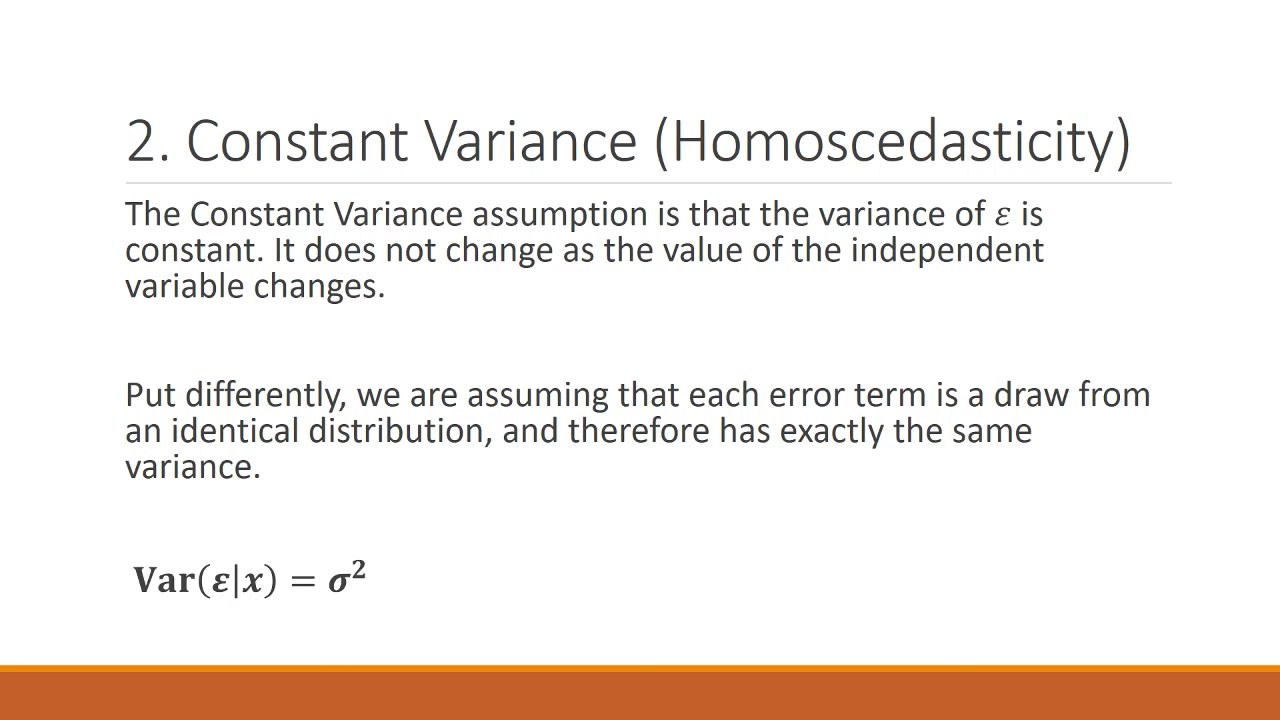 2. Constant Variance (Homoscedasticity)
The Constant Variance assumption is that the variance of 𝜀 is
constant. It does not change as the value of the independent
variable changes.
Put differently, we are assuming that each error term is a draw from
an identical distribution, and therefore has exactly the same
variance.
𝐕𝐚𝐫(𝜺|𝒙) = 𝝈²